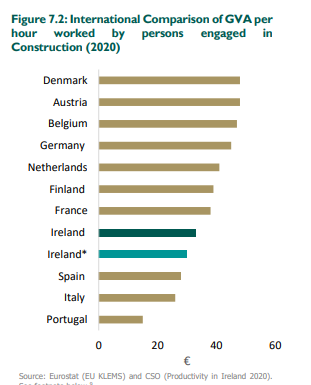 Figure 7.2: International Comparison of GVA per
hour worked by persons engaged in
Construction (2020)
Denmark
Austria
Belgium
Germany
Netherlands
Finland
France
Ireland
Ireland*
Spain
Italy
Portugal
0 20 40 60
€
Source: Eurostat (EU KLEMS) and CSO (Productivity in Ireland 2020).